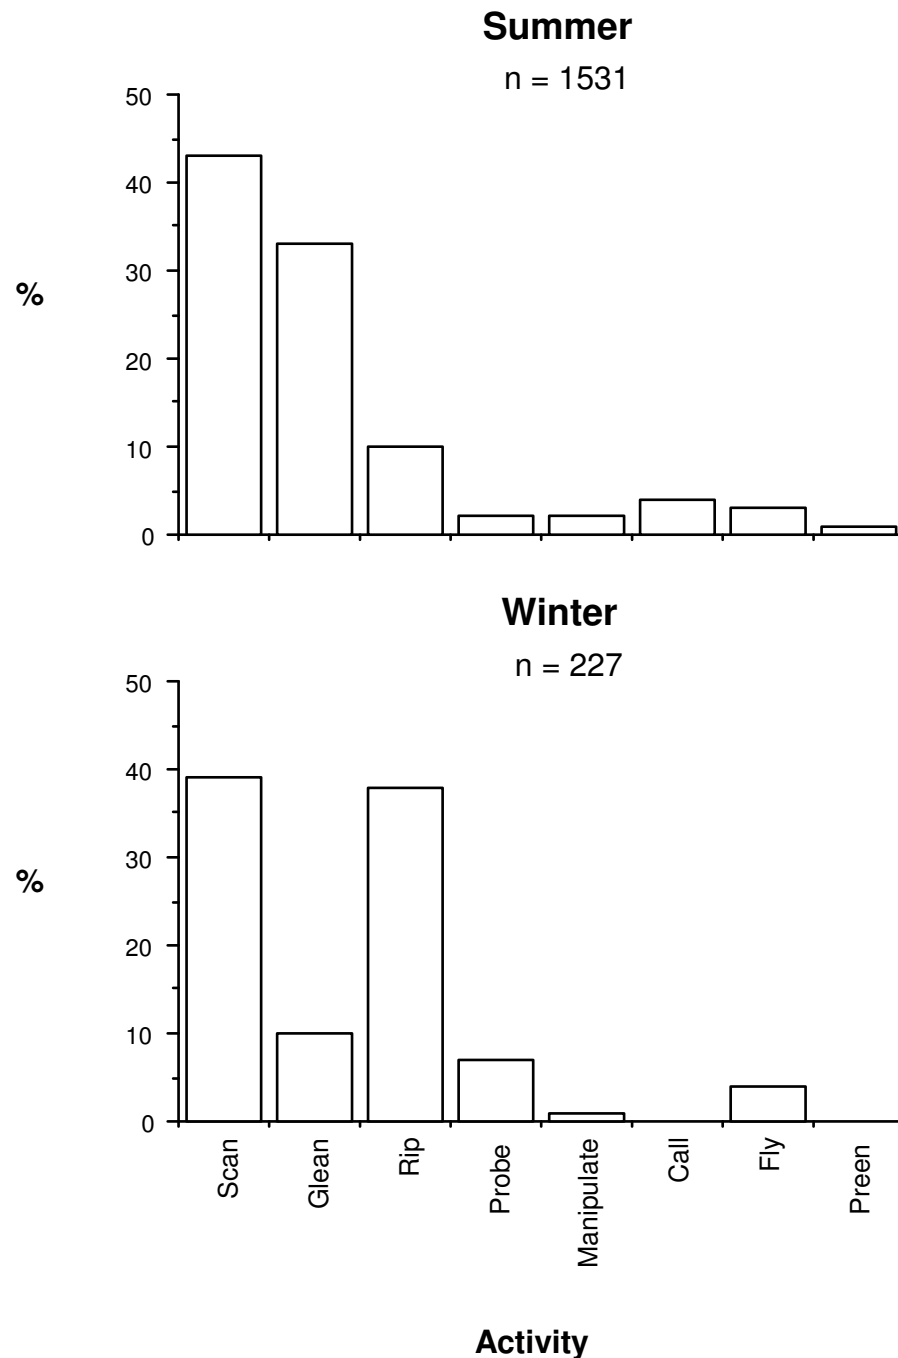 Summer
n = 1531
50
40
30
20
10
0
%
Winter
n = 227
50
40
30
20
10
0
%
Scan
Glean
Rip
Probe
Manipulate
Call
Fly
Preen
Activity